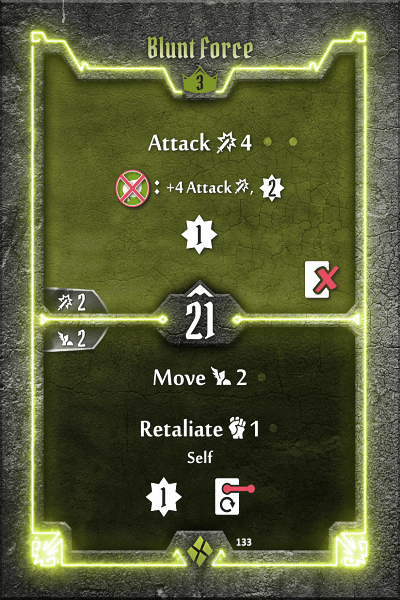 Blunt Force
3
Attack 4
: +4 Attack, 2
1
2
21
2
Move 2
Retaliate 1
Self
1
133